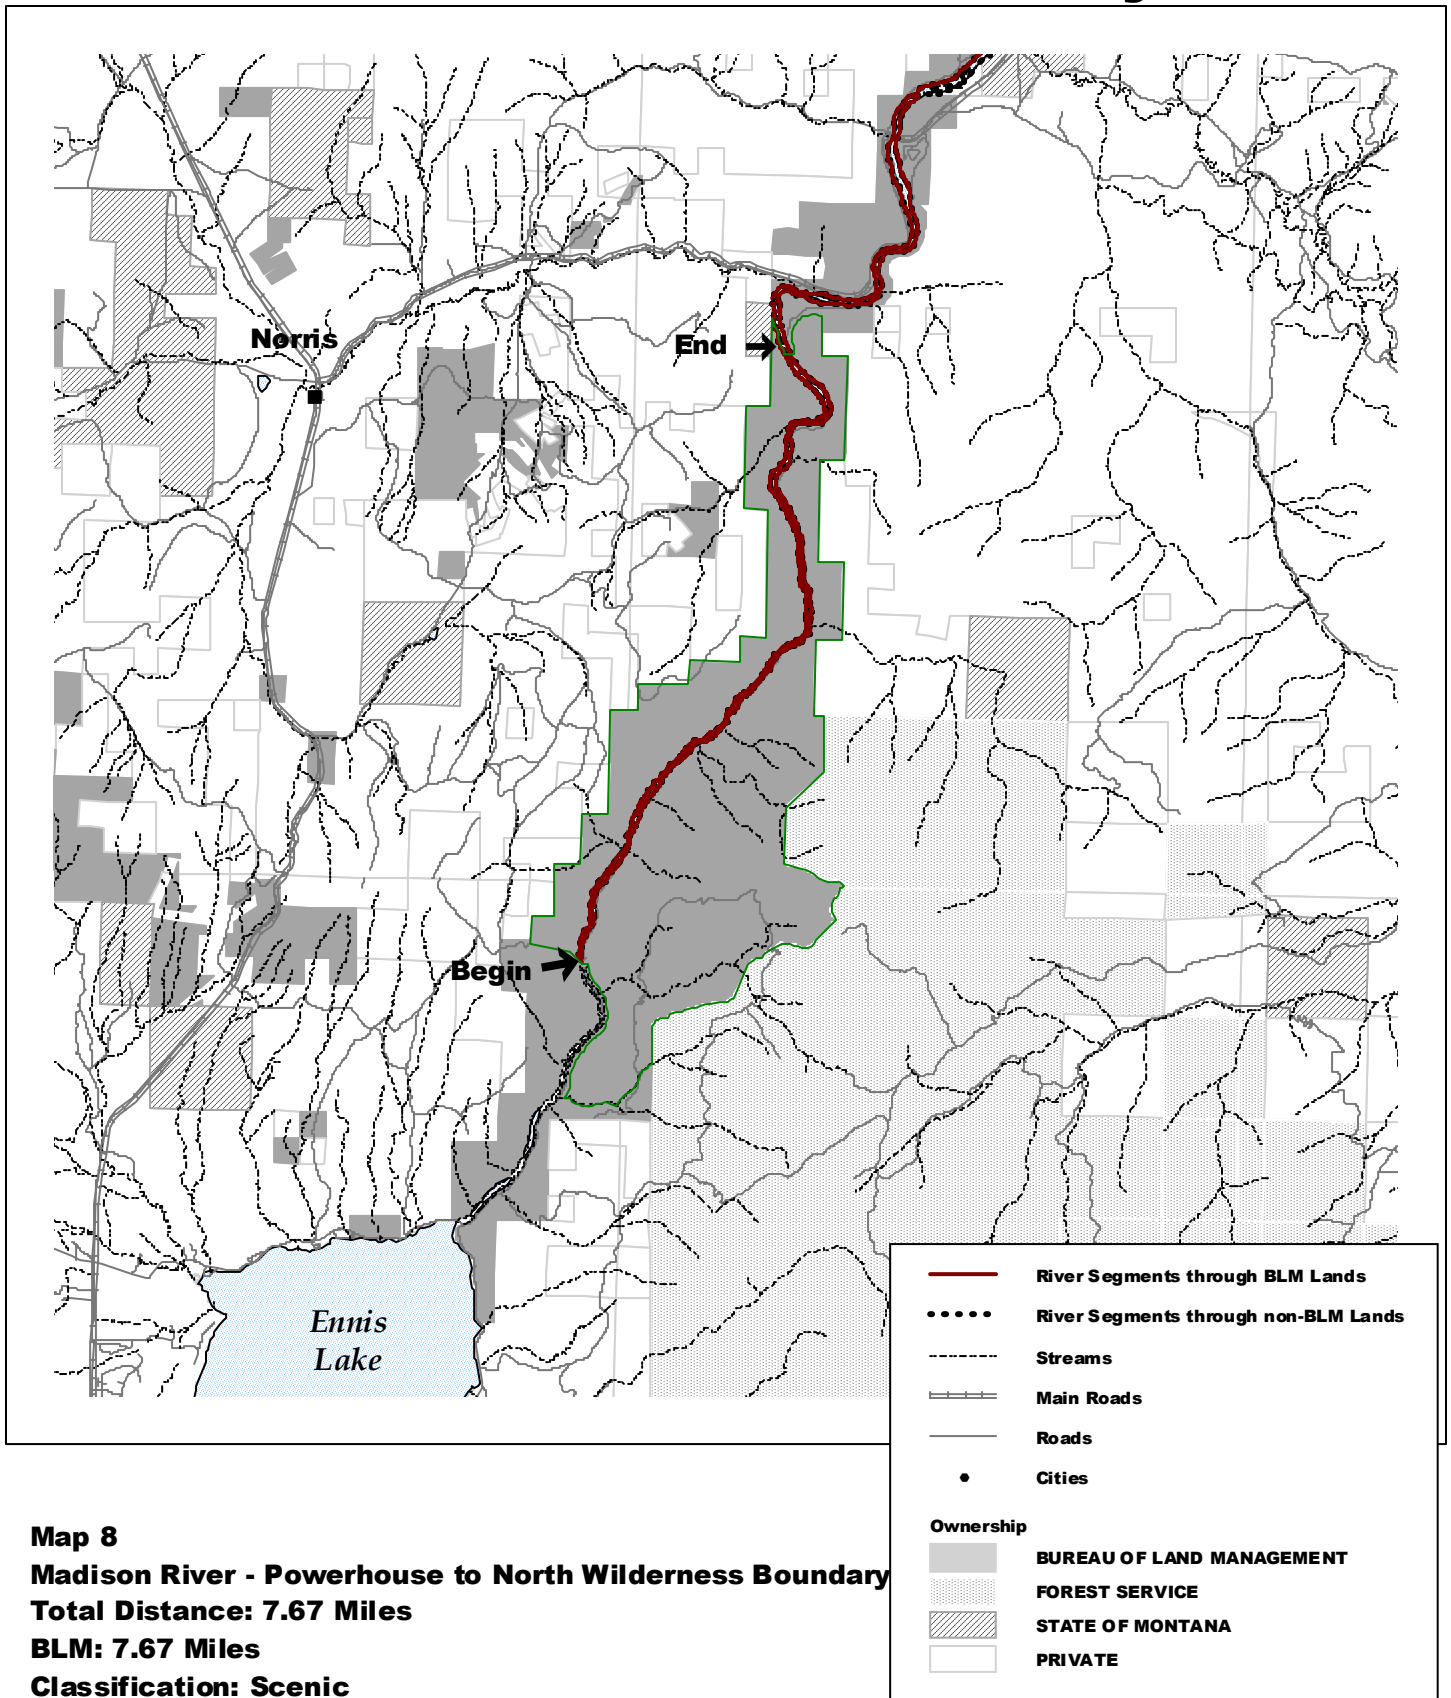 Norris
End
Begin
Ennis
Lake
River Segments through BLM Lands
River Segments through non-BLM Lands
Streams
Main Roads
Roads
Cities
Ownership
BUREAU OF LAND MANAGEMENT
FOREST SERVICE
STATE OF MONTANA
PRIVATE
Map 8
Madison River - Powerhouse to North Wilderness Boundary
Total Distance: 7.67 Miles
BLM: 7.67 Miles
Classification: Scenic